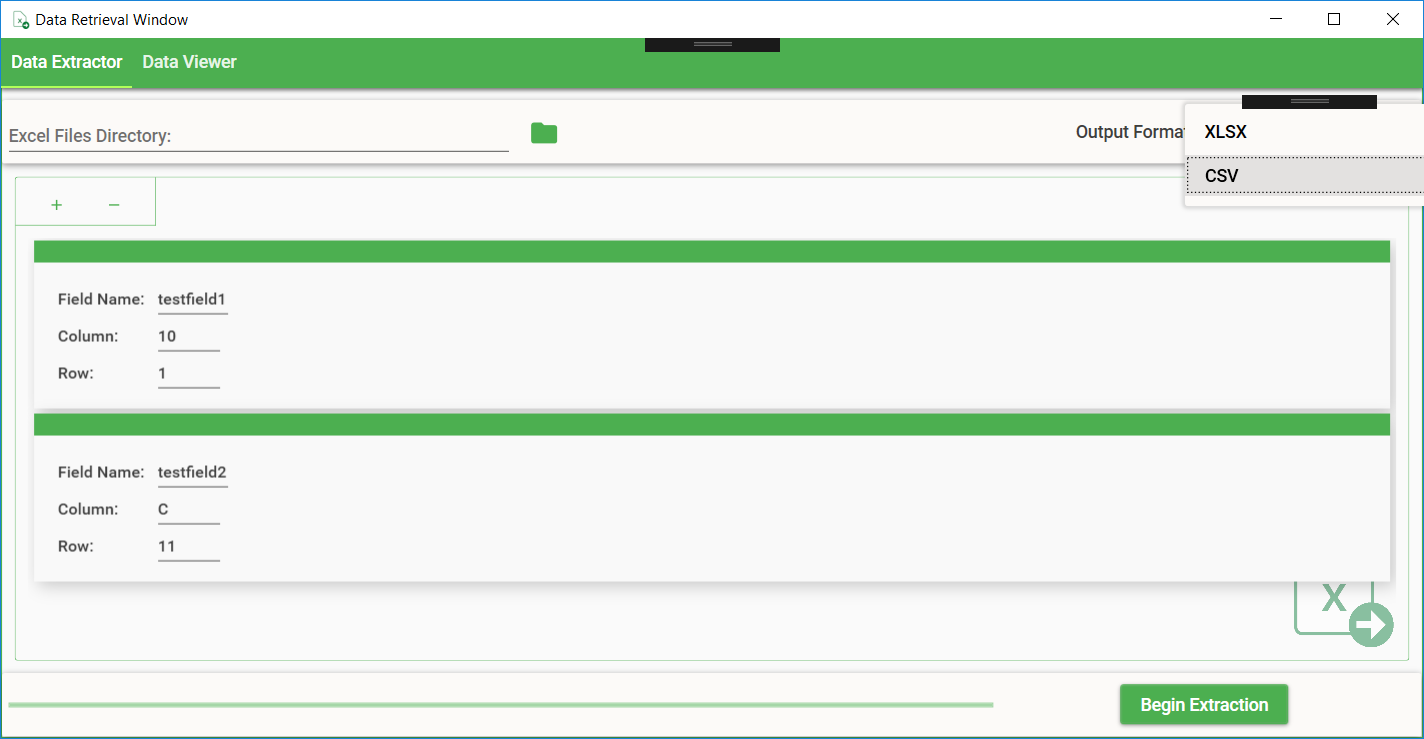 Data Retrieval Window
Data Extractor Data Viewer
Excel Files Directory:
Output Format
XLSX
CSV
+ −
Field Name: testfield1
Column: 10
Row: 1
Field Name: testfield2
Column: C
Row: 11
X
Begin Extraction